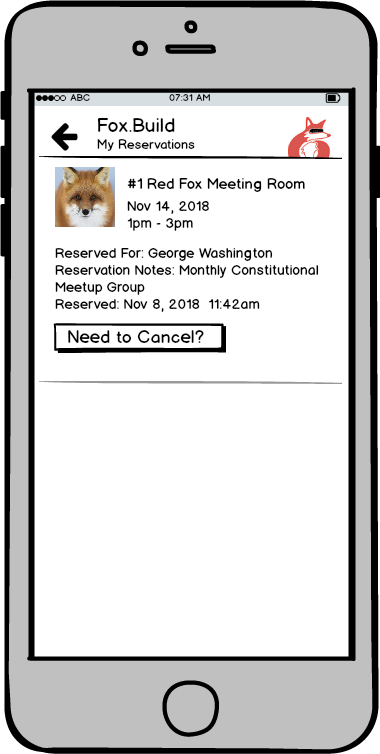 ABC 07:31 AM
Fox.Build
My Reservations
#1 Red Fox Meeting Room
Nov 14, 2018
1pm - 3pm
Reserved For: George Washington
Reservation Notes: Monthly Constitutional
Meetup Group
Reserved: Nov 8, 2018 11:42am
Need to Cancel?